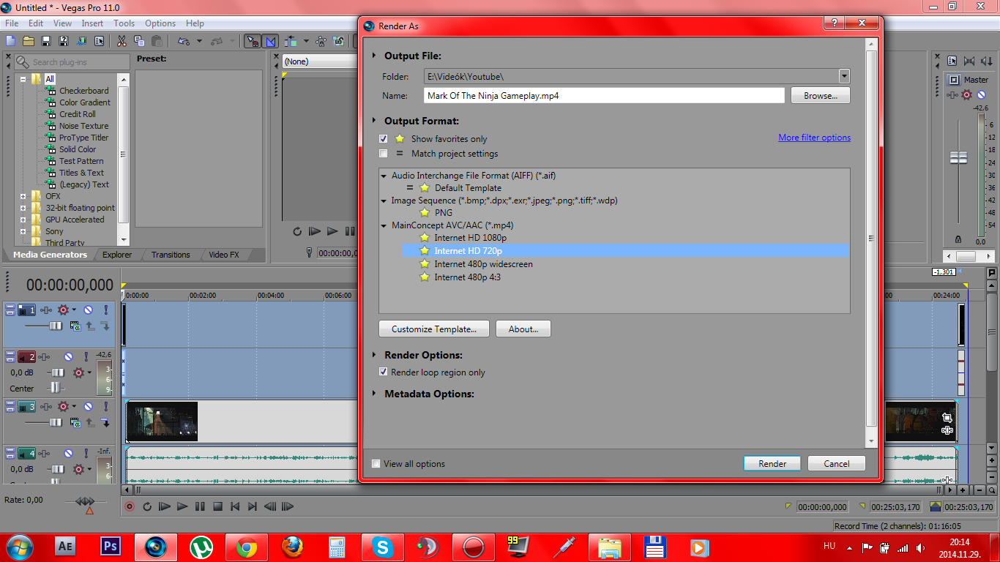 Untitled * - Vegas Pro 11.0
File Edit View Insert Tools Options Help
Search plug-ins
Preset:
All
Checkerboard
Color Gradient
Credit Roll
Noise Texture
ProType Titler
Solid Color
Test Pattern
Titles & Text
(Legacy) Text
OFX
32-bit floating point
GPU Accelerated
Sony
Third Party
Media Generators Explorer Transitions Video FX
(None)
00:00:00,0
Render As
Output File:
Folder: E:\Videók\Youtube\
Name: Mark Of The Ninja Gameplay.mp4 Browse...
Output Format:
Show favorites only More filter options
= Match project settings
Audio Interchange File Format (AIFF) (*.aif)
= Default Template
Image Sequence (*.bmp;*.dpx;*.exr;*.jpeg;*.png;*.tiff;*.wdp)
PNG
MainConcept AVC/AAC (*.mp4)
Internet HD 1080p
Internet HD 720p
Internet 480p widescreen
Internet 480p 4:3
Customize Template... About...
Render Options:
Render loop region only
Metadata Options:
View all options Render Cancel
Master
-42,6
6
12
18
24
30
36
42
48
54
0,0
00:00:00,000
0:00:00 00:02:00 00:04:00 00:06:00 00:24:00
-1,301
1
2 -42,6
0,0 dB
Center
3
6
9
3
4 -Inf.
0,0 dB
3
6
Rate: 0,00
00:00:00,000 00:25:03,170 00:25:03,170
Record Time (2 channels): 01:16:05
AE Ps 99
HU 20:14
2014.11.29.